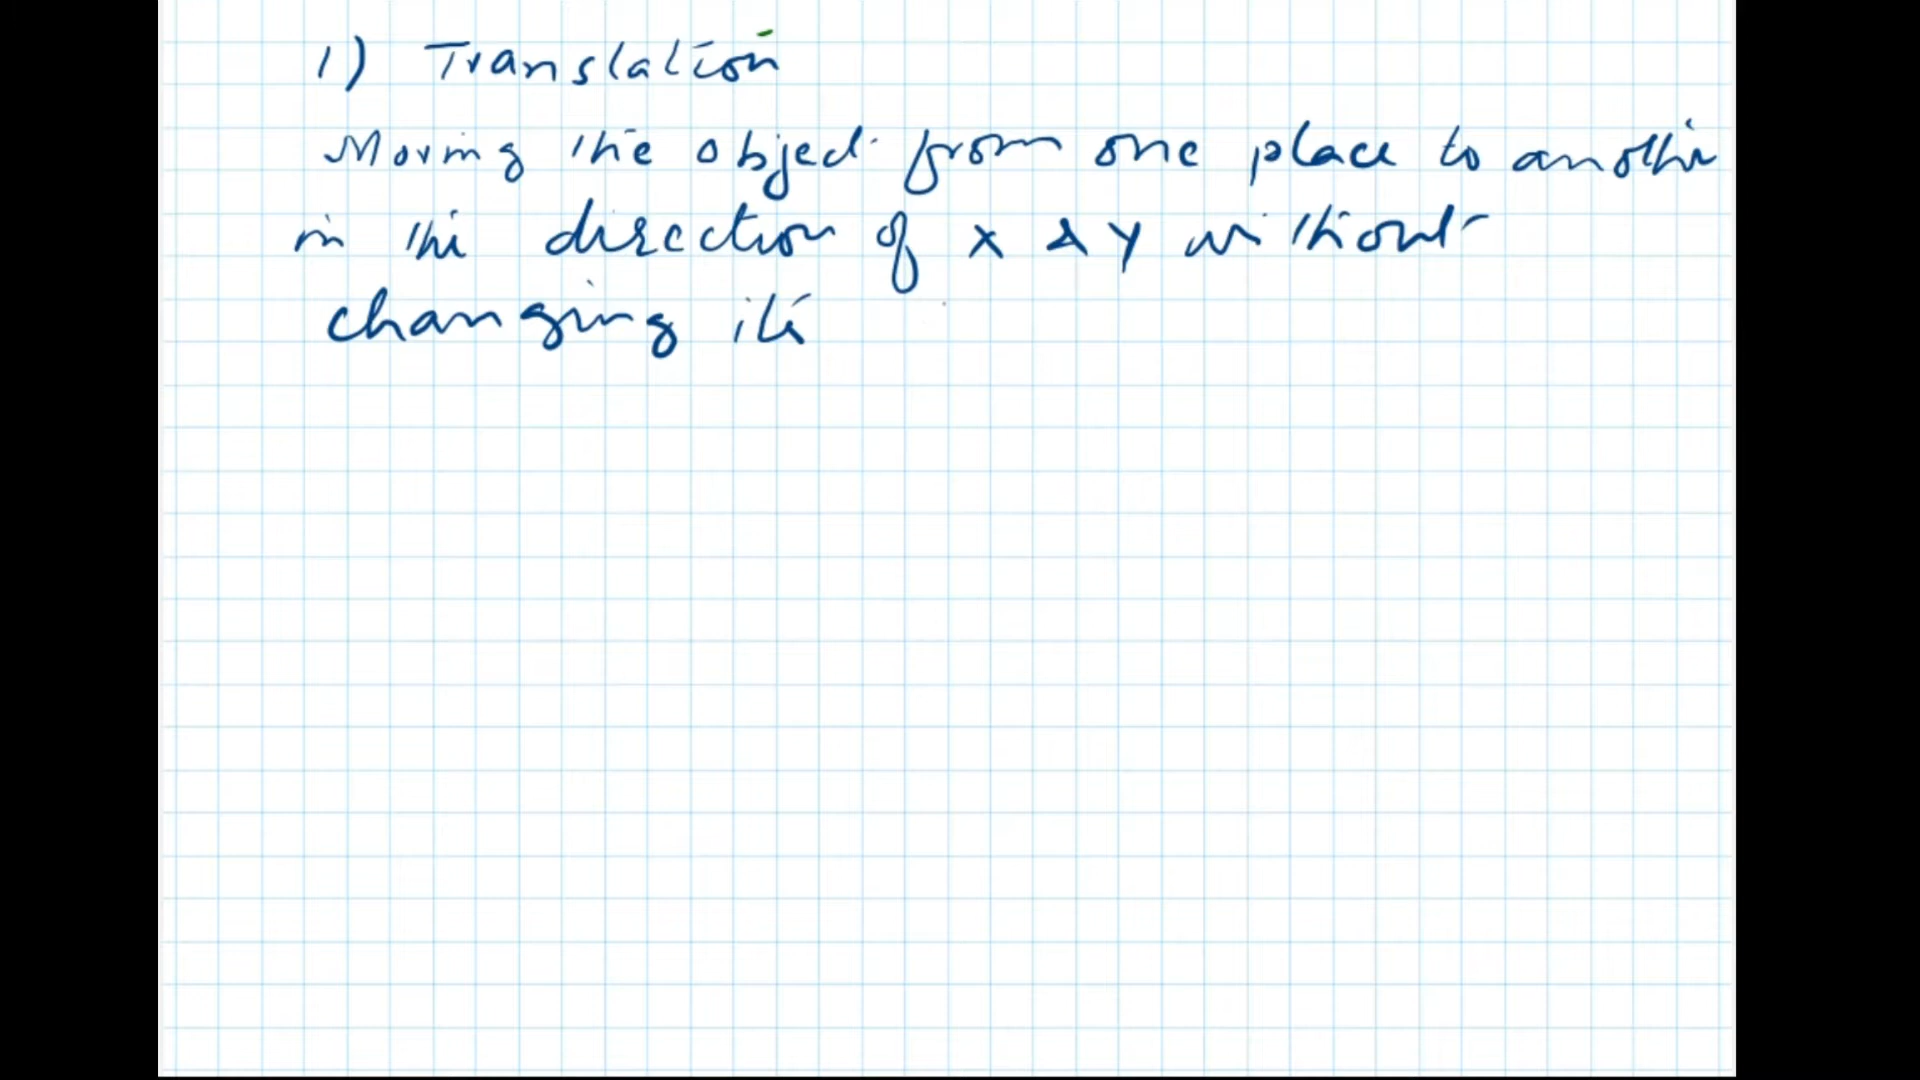 1) Translation
Moving the object from one place to another
in the direction of x & y without
changing its